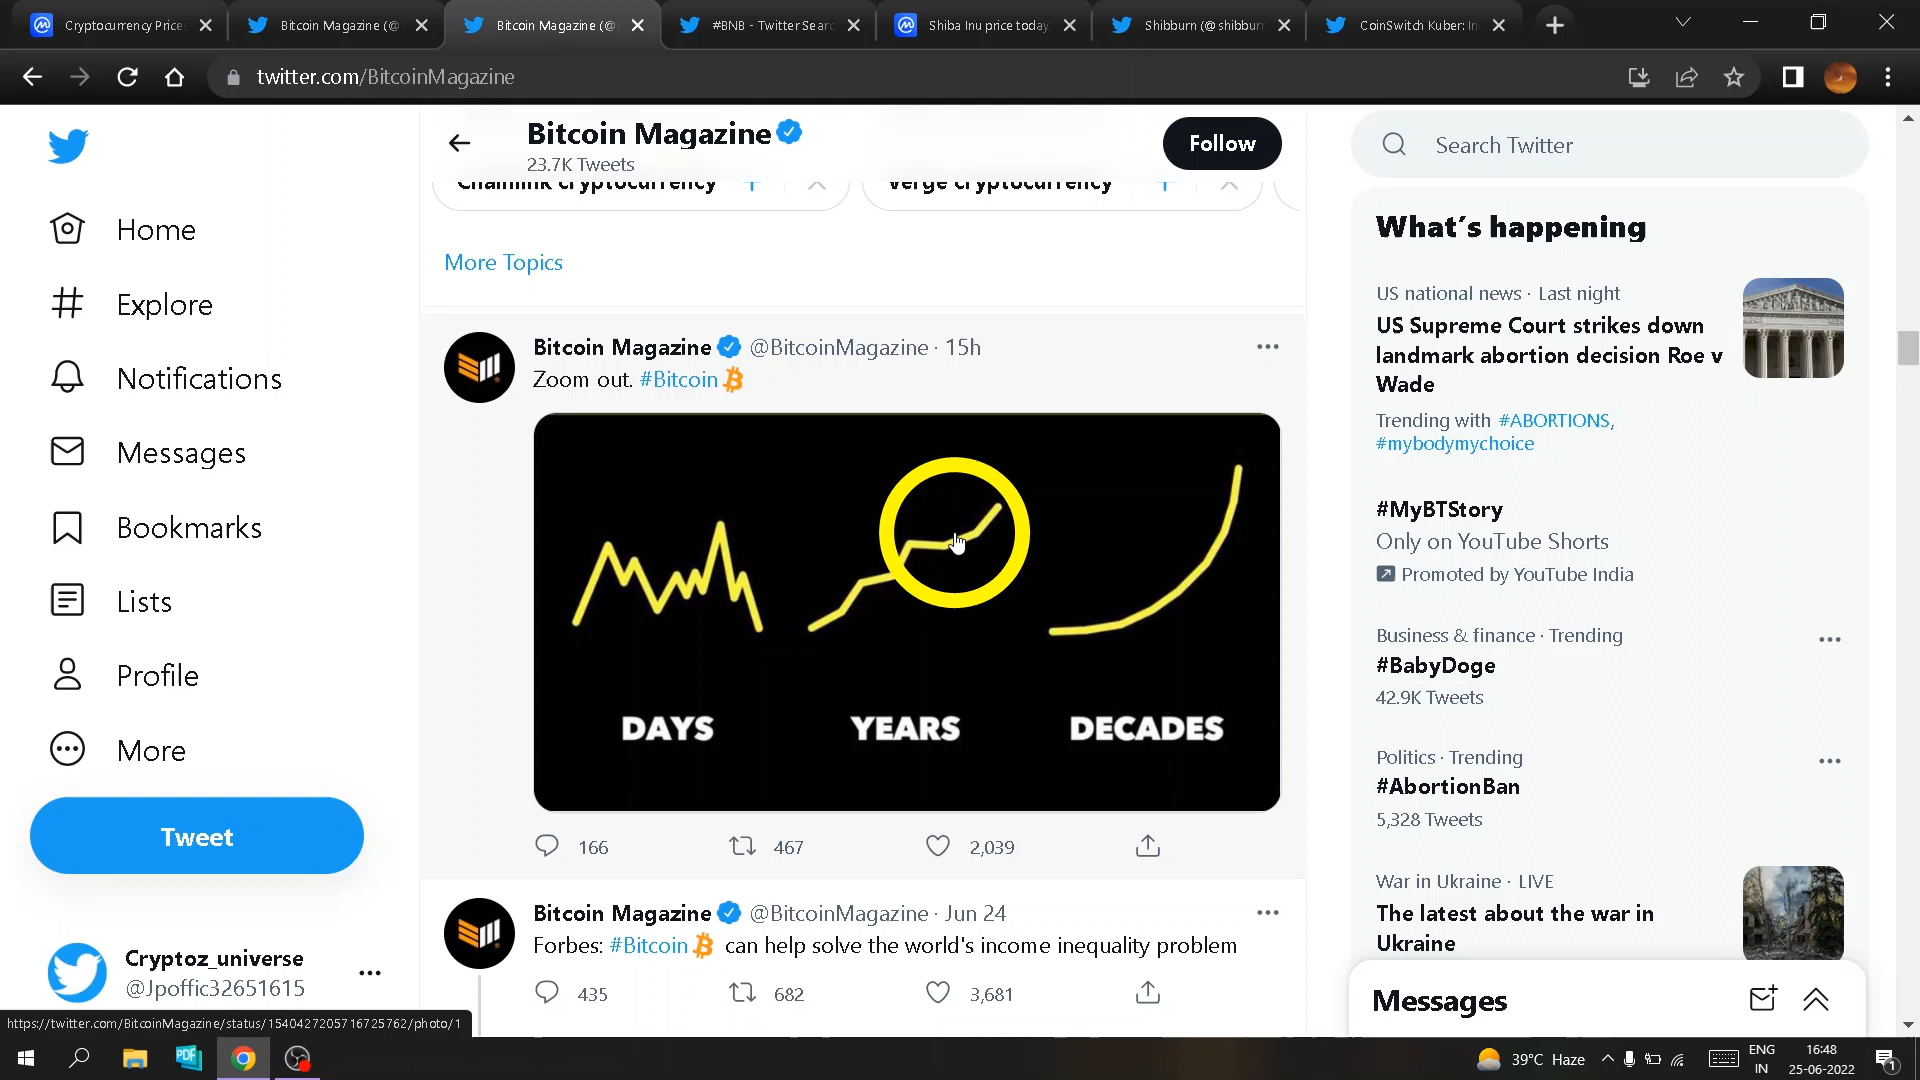 Cryptocurrency Prices
Bitcoin Magazine (@
Bitcoin Magazine (@
#BNB - Twitter Searc
Shiba Inu price today,
Shibburn (@shibburn
CoinSwitch Kuber: In
twitter.com/BitcoinMagazine
Home
Explore
Notifications
Messages
Bookmarks
Lists
Profile
More
Tweet
Cryptoz_universe
@Jpoffic32651615
https://twitter.com/BitcoinMagazine/status/1540427205716725762/photo/1
Bitcoin Magazine
23.7K Tweets
Follow
Chainlink cryptocurrency
Verge cryptocurrency
More Topics
Bitcoin Magazine @BitcoinMagazine · 15h
Zoom out. #Bitcoin
DAYS
YEARS
DECADES
166
467
2,039
Bitcoin Magazine @BitcoinMagazine · Jun 24
Forbes: #Bitcoin can help solve the world's income inequality problem
435
682
3,681
Search Twitter
What's happening
US national news · Last night
US Supreme Court strikes down
landmark abortion decision Roe v
Wade
Trending with #ABORTIONS,
#mybodymychoice
#MyBTStory
Only on YouTube Shorts
Promoted by YouTube India
Business & finance · Trending
#BabyDoge
42.9K Tweets
Politics · Trending
#AbortionBan
5,328 Tweets
War in Ukraine · LIVE
The latest about the war in
Ukraine
Messages
PDF
39°C Haze
ENG
IN
16:48
25-06-2022
1